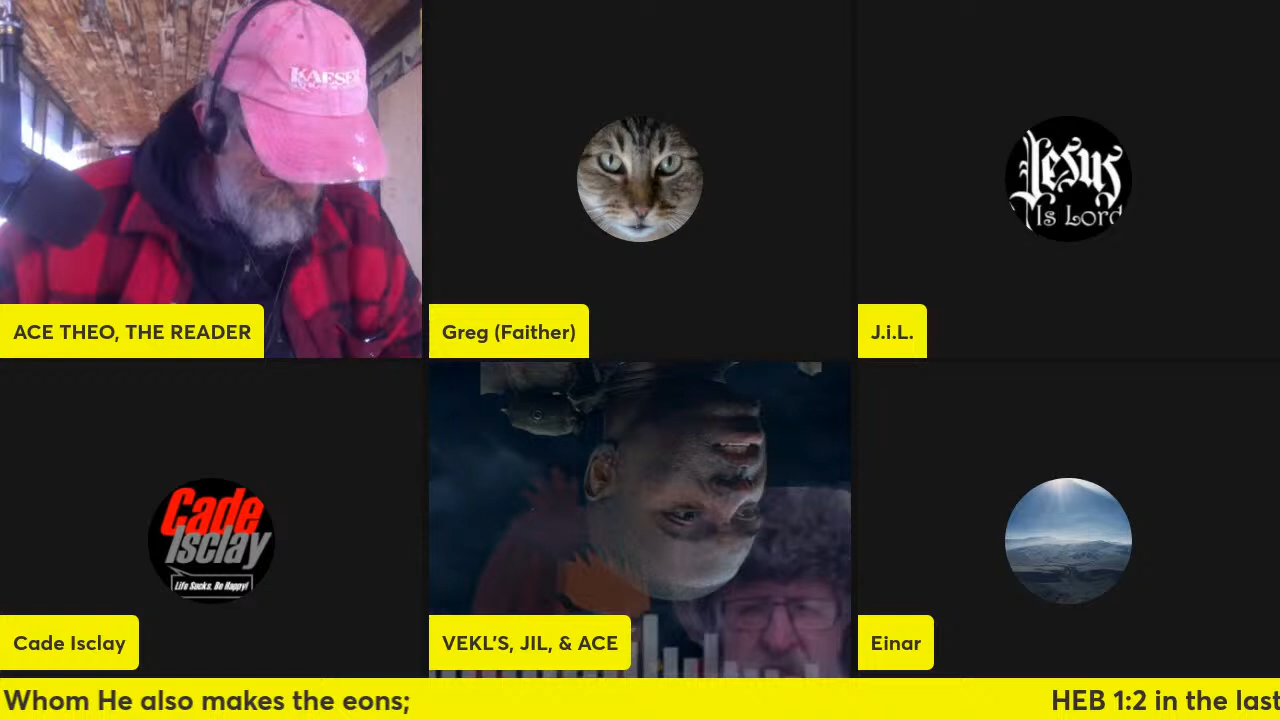 KAESER
ACE THEO, THE READER
Greg (Faither)
Jesus
Is Lord
J.i.L.
Cade
Isclay
Life Sucks. Be Happy!
Cade Isclay
VEKL'S, JIL, & ACE
Einar
Whom He also makes the eons;
HEB 1:2 in the last